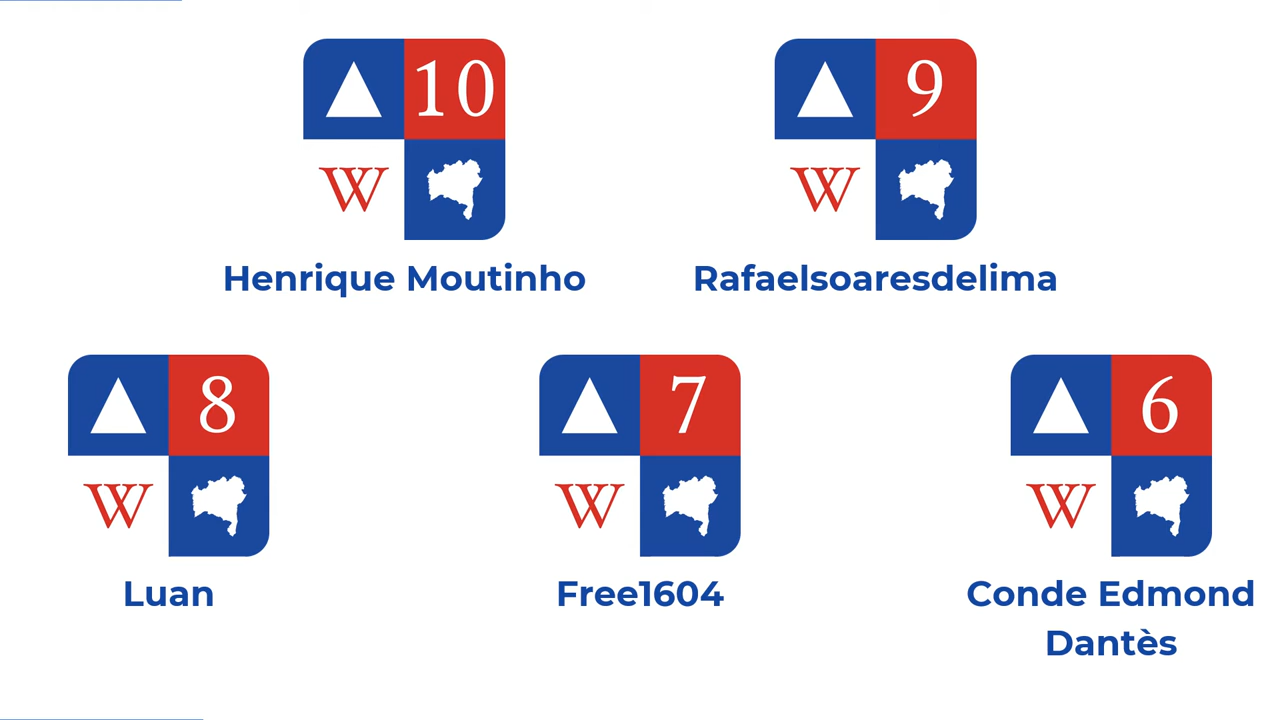 10
9
W
W
Henrique Moutinho
Rafaelsoaresdelima
8
7
6
W
W
W
Luan
Free1604
Conde Edmond
Dantès